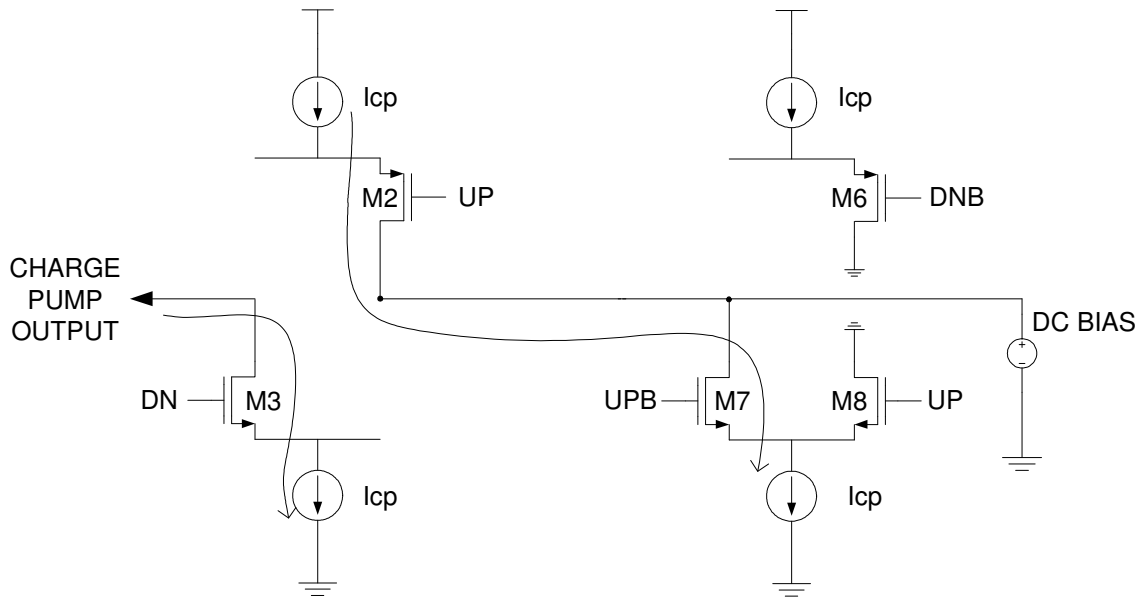 Icp
Icp
M2
UP
M6
DNB
CHARGE
PUMP
OUTPUT
DC BIAS
+
-
DN
M3
UPB
M7
M8
UP
Icp
Icp